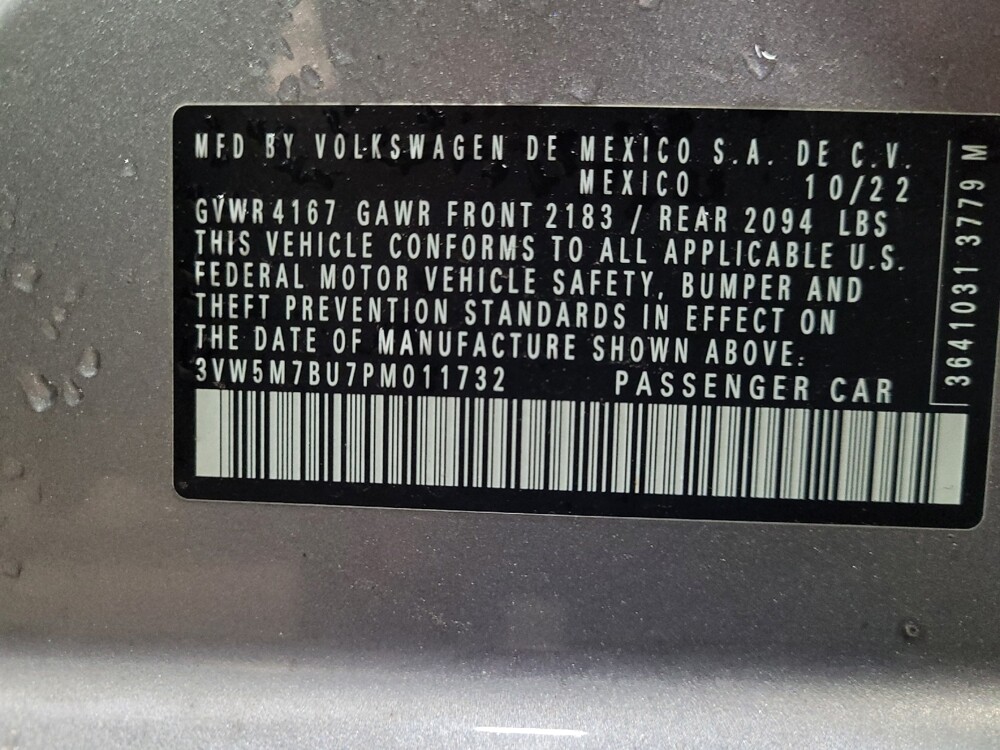 MFD BY VOLKSWAGEN DE MEXICO S.A. DE C.V.
MEXICO 10/22
GVWR 4167 GAWR FRONT 2183 / REAR 2094 LBS
THIS VEHICLE CONFORMS TO ALL APPLICABLE U.S.
FEDERAL MOTOR VEHICLE SAFETY, BUMPER AND
THEFT PREVENTION STANDARDS IN EFFECT ON
THE DATE OF MANUFACTURE SHOWN ABOVE:
3VW5M7BU7PM011732 PASSENGER CAR
3641031 3779 M